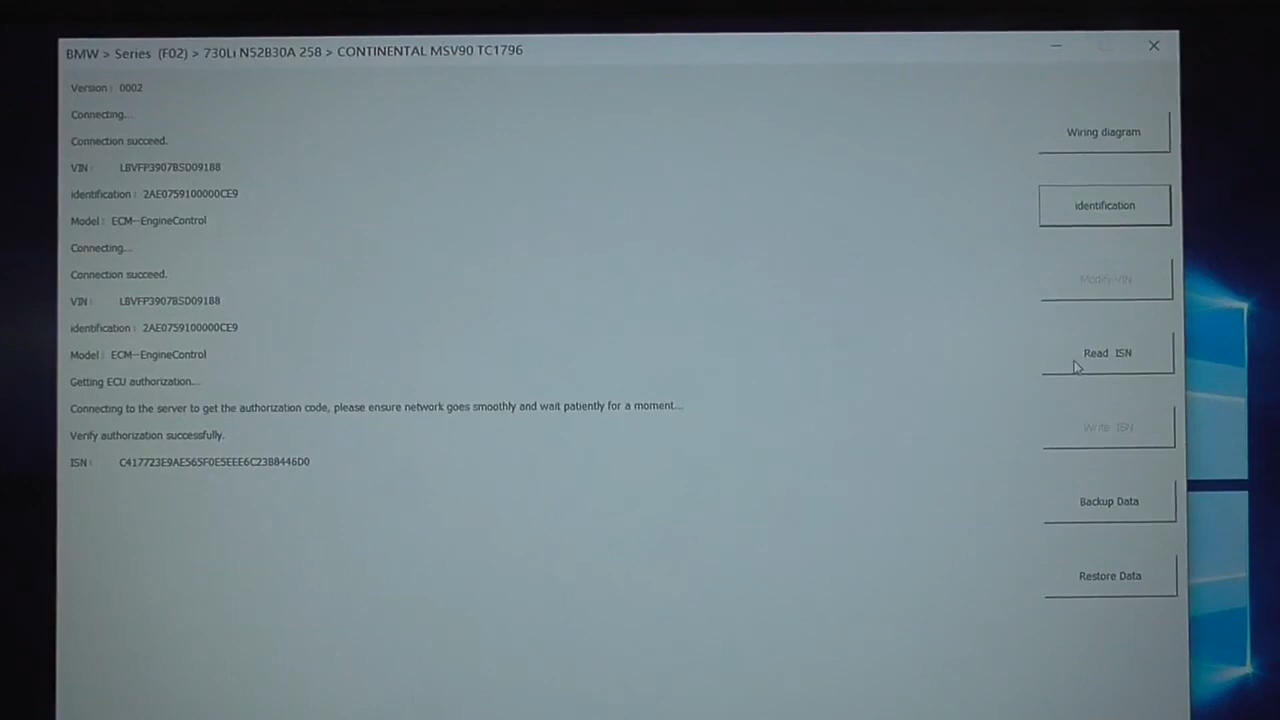 BMW > Series (F02) > 730Li N52B30A 258 > CONTINENTAL MSV90 TC1796
Version : 0002
Connecting...
Connection succeed.
VIN : LBVFP3907BSD09188
identification : 2AE0759100000CE9
Model : ECM--EngineControl
Connecting...
Connection succeed.
VIN : LBVFP3907BSD09188
identification : 2AE0759100000CE9
Model : ECM--EngineControl
Getting ECU authorization...
Connecting to the server to get the authorization code, please ensure network goes smoothly and wait patiently for a moment...
Verify authorization successfully.
ISN : C417723E9AE565F0E5EEE6C23B8446D0
Wiring diagram
identification
Modify VIN
Read ISN
Write ISN
Backup Data
Restore Data